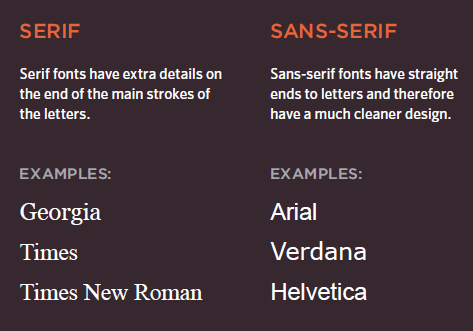 SERIF
Serif fonts have extra details on
the end of the main strokes of
the letters.
EXAMPLES:
Georgia
Times
Times New Roman
SANS-SERIF
Sans-serif fonts have straight
ends to letters and therefore
have a much cleaner design.
EXAMPLES:
Arial
Verdana
Helvetica